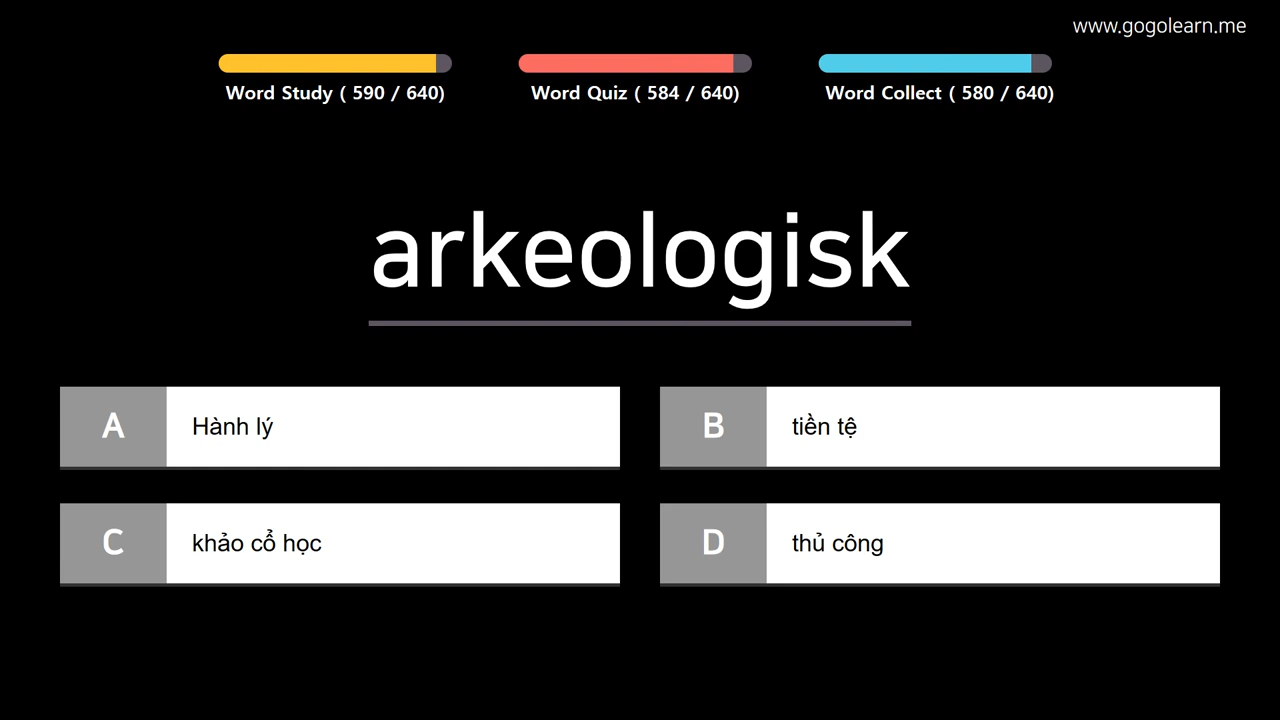 www.gogolearn.me
Word Study ( 590 / 640)
Word Quiz ( 584 / 640)
Word Collect ( 580 / 640)
arkeologisk
A
Hành lý
B
tiền tệ
C
khảo cổ học
D
thủ công